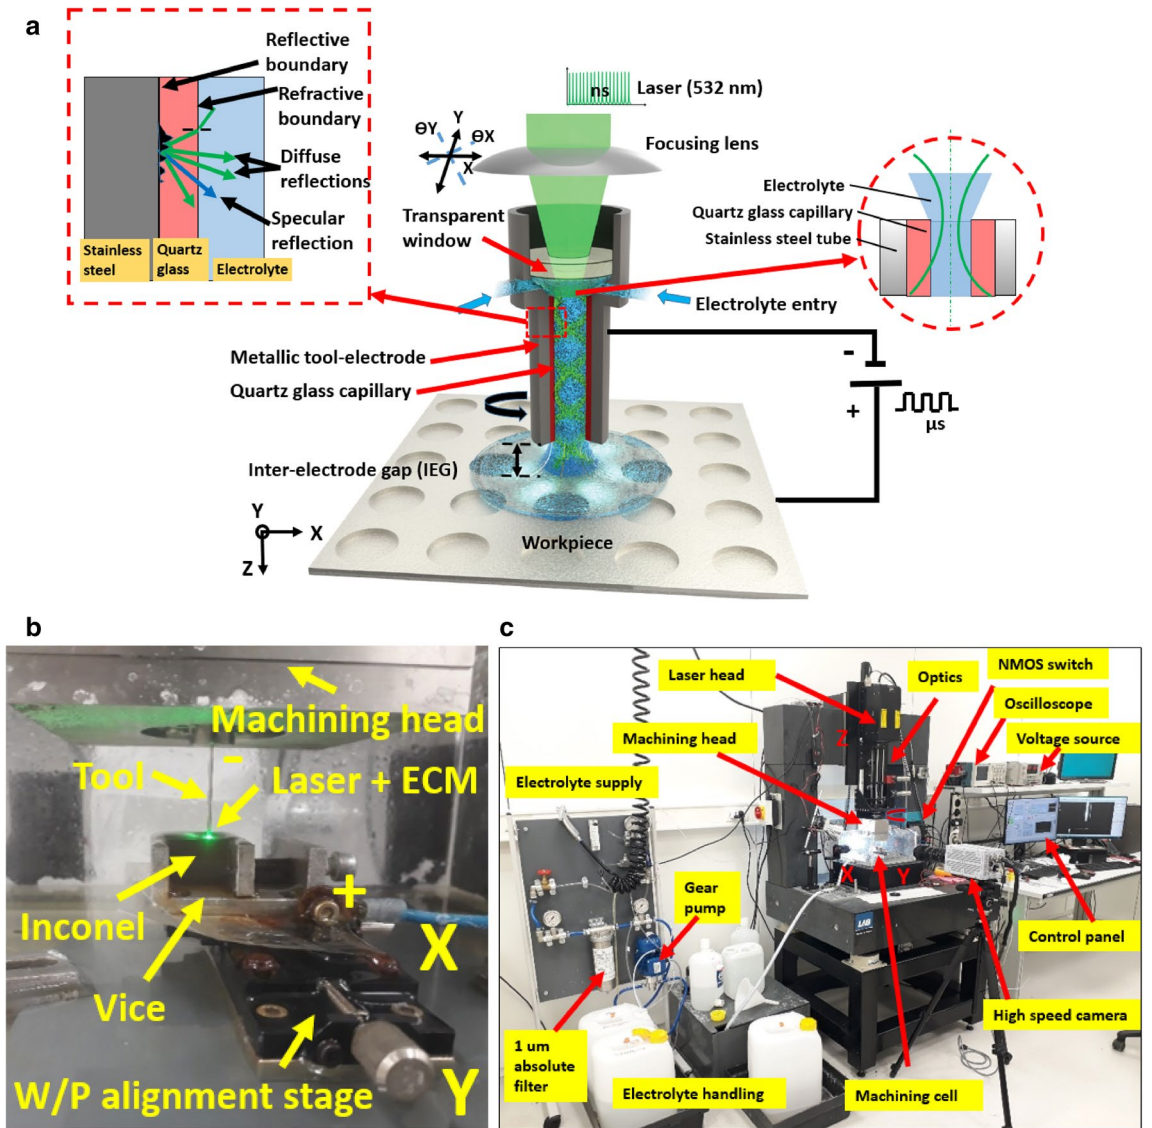 a
Reflective
boundary
Refractive
boundary
Diffuse
reflections
Specular
reflection
Stainless
steel
Quartz
glass
Electrolyte
ns
Laser (532 nm)
ϴY
Y
ϴX
X
Focusing lens
Transparent
window
Electrolyte
Quartz glass capillary
Stainless steel tube
Electrolyte entry
Metallic tool-electrode
Quartz glass capillary
-
+
μs
Inter-electrode gap (IEG)
Y
X
Z
Workpiece
b
Machining head
-
Tool
Laser + ECM
+
Inconel
X
Vice
W/P alignment stage
Y
c
Laser head
Optics
NMOS switch
Oscilloscope
Voltage source
Machining head
Z
Electrolyte supply
X
Y
Gear
pump
LAB
Control panel
High speed camera
1 um
absolute
filter
Electrolyte handling
Machining cell